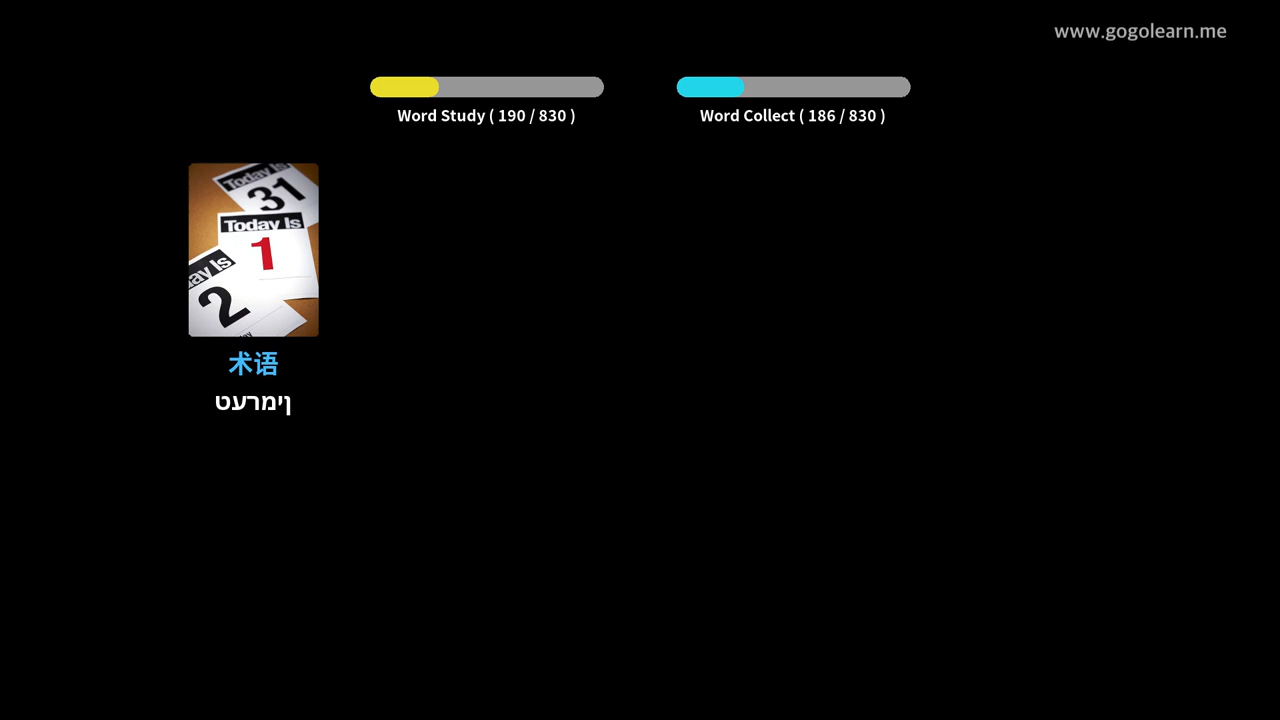 www.gogolearn.me
Word Study ( 190 / 830 )
Word Collect ( 186 / 830 )
Today Is
31
Today Is
1
ay Is
2
术语
ןימרעט